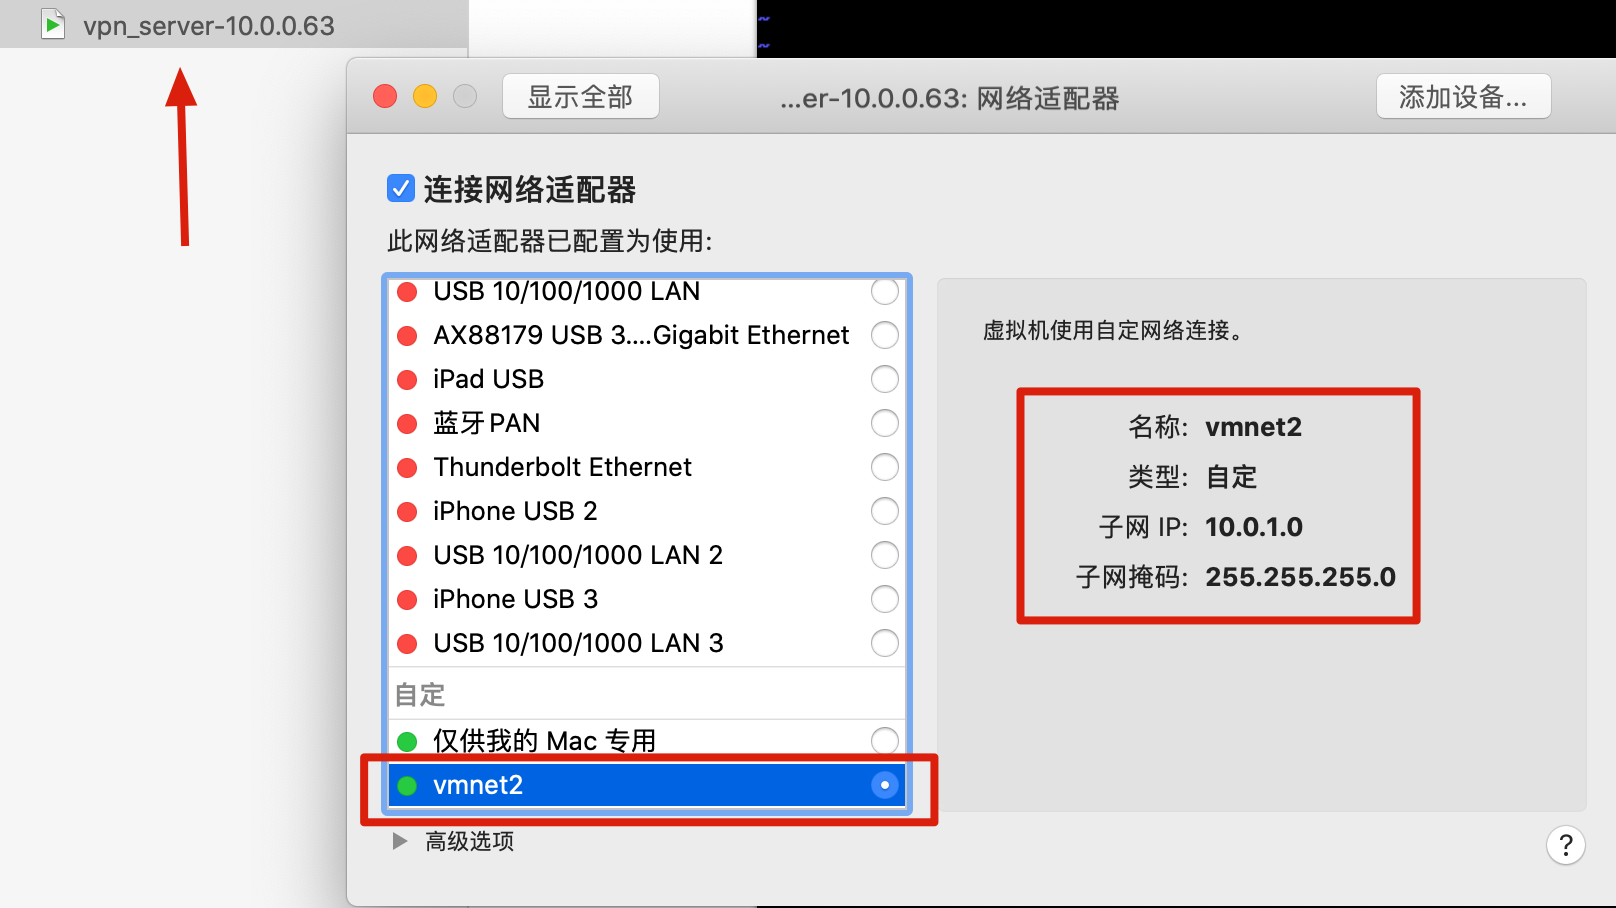 vpn_server-10.0.0.63
~
~
显示全部
...er-10.0.0.63: 网络适配器
添加设备...
连接网络适配器
此网络适配器已配置为使用:
USB 10/100/1000 LAN
AX88179 USB 3....Gigabit Ethernet
iPad USB
蓝牙 PAN
Thunderbolt Ethernet
iPhone USB 2
USB 10/100/1000 LAN 2
iPhone USB 3
USB 10/100/1000 LAN 3
自定
仅供我的 Mac 专用
vmnet2
高级选项
虚拟机使用自定网络连接。
名称: vmnet2
类型: 自定
子网 IP: 10.0.1.0
子网掩码: 255.255.255.0
?